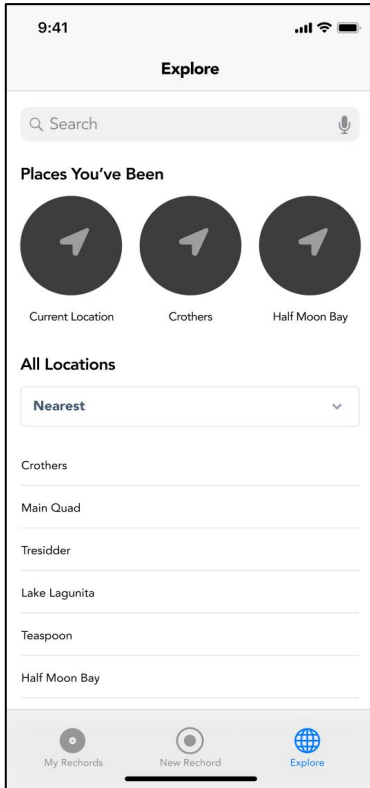 9:41
Explore
Search
Places You've Been
Current Location Crothers Half Moon Bay
All Locations
Nearest
Crothers
Main Quad
Tresidder
Lake Lagunita
Teaspoon
Half Moon Bay
My Rechords New Rechord Explore